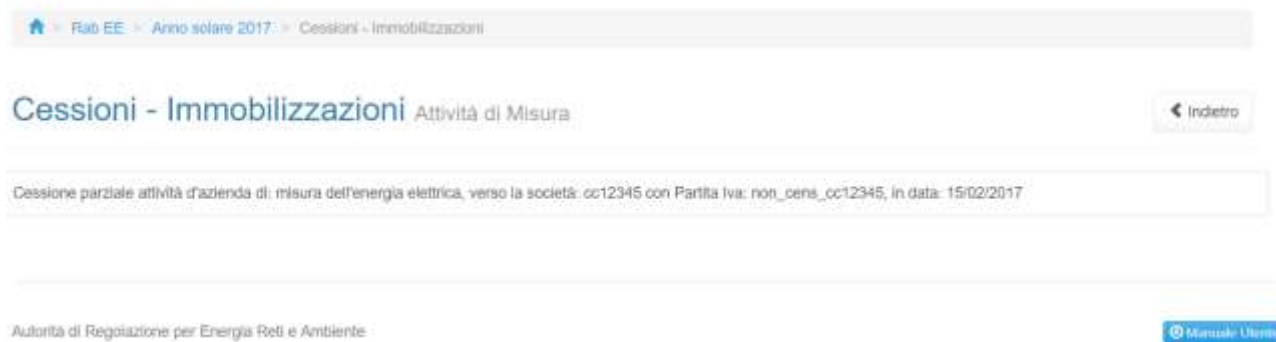 Rab EE > Anno solare 2017 > Cessioni - Immobilizzazioni
Cessioni - Immobilizzazioni Attività di Misura
Indietro
Cessione parziale attività d'azienda di: misura dell'energia elettrica, verso la società: cc12345 con Partita Iva: non_cens_cc12345, in data: 15/02/2017
Autorità di Regolazione per Energia Reti e Ambiente
Manuale Utente